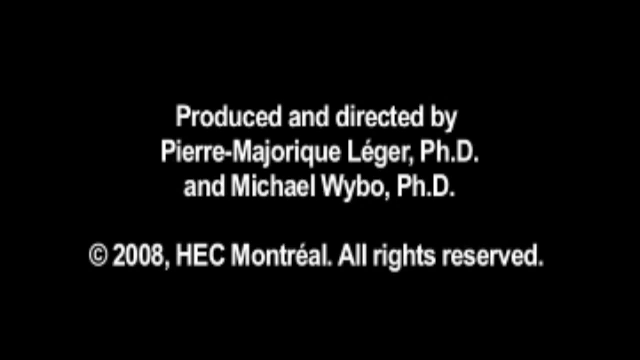 Produced and directed by
Pierre-Majorique Léger, Ph.D.
and Michael Wybo, Ph.D.
© 2008, HEC Montréal. All rights reserved.